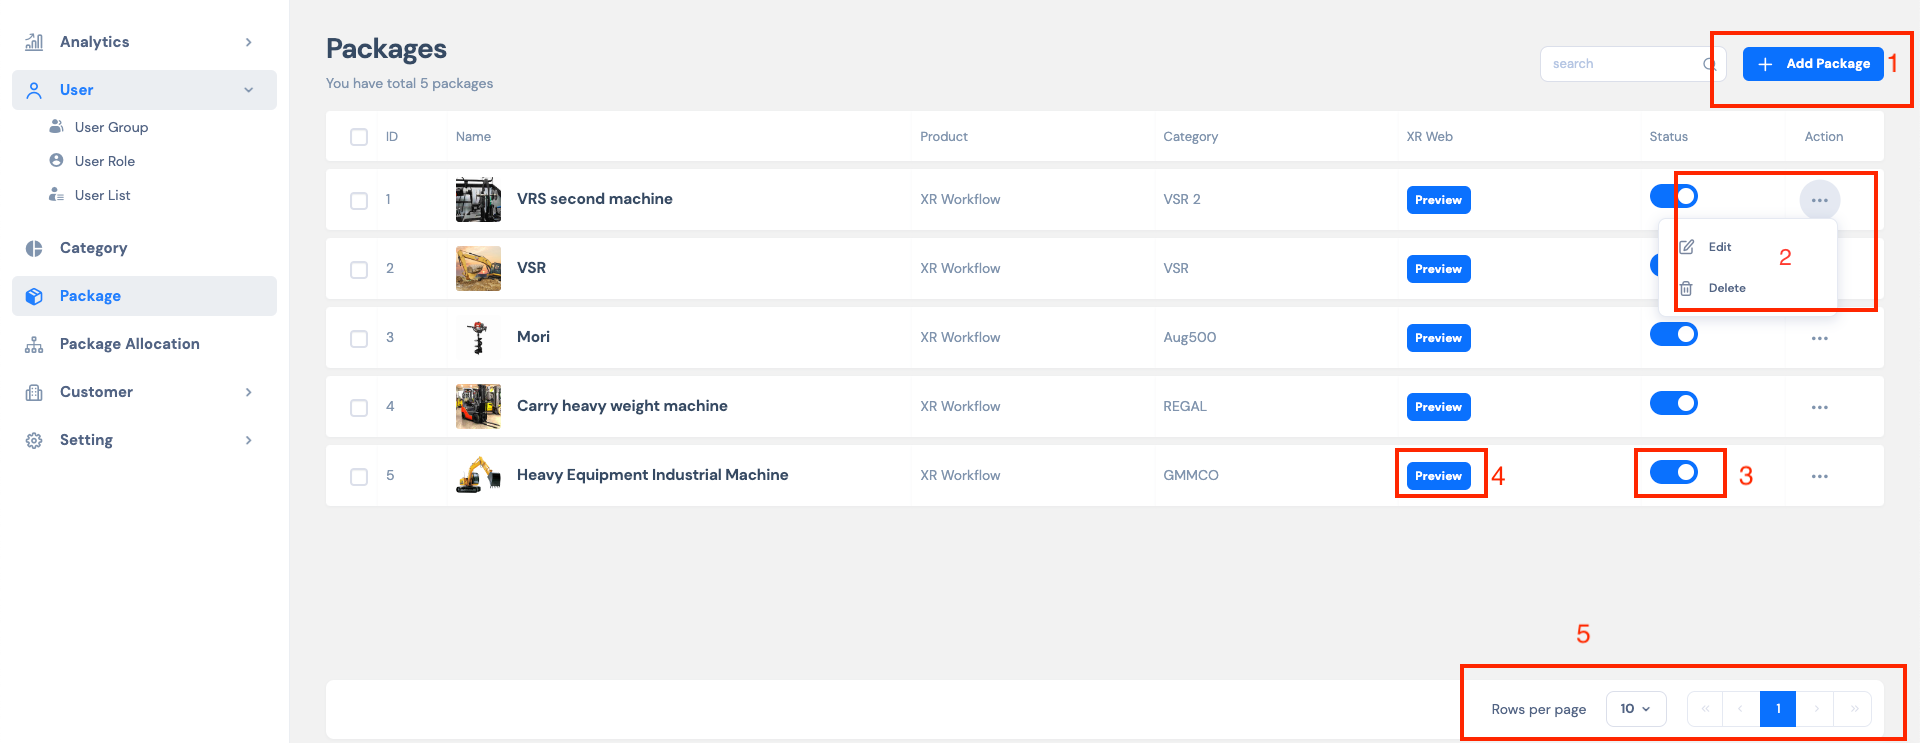 Analytics
User
User Group
User Role
User List
Category
Package
Package Allocation
Customer
Setting
Packages
You have total 5 packages
search
Add Package 1
ID Name Product Category XR Web Status Action
1 VRS second machine XR Workflow VSR 2 Preview
Edit 2
Delete
2 VSR XR Workflow VSR Preview
3 Mori XR Workflow Aug500 Preview
4 Carry heavy weight machine XR Workflow REGAL Preview
5 Heavy Equipment Industrial Machine XR Workflow GMMCO Preview 4 3
5
Rows per page 10 « ‹ 1 › »